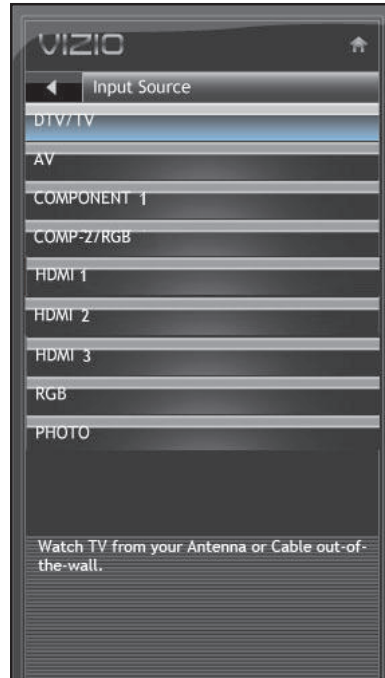 VIZIO
Input Source
DTV/TV
AV
COMPONENT 1
COMP-2/RGB
HDMI 1
HDMI 2
HDMI 3
RGB
PHOTO
Watch TV from your Antenna or Cable out-of-
the-wall.